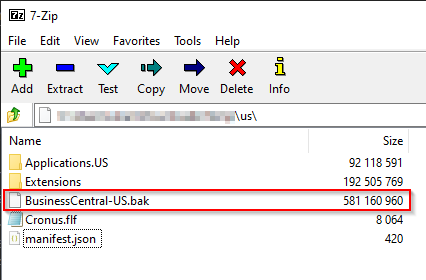 7z 7-Zip
File Edit View Favorites Tools Help
Add Extract Test Copy Move Delete Info
\us\
Name Size
Applications.US 92 118 591
Extensions 192 505 769
BusinessCentral-US.bak 581 160 960
Cronus.flf 8 064
manifest.json 420